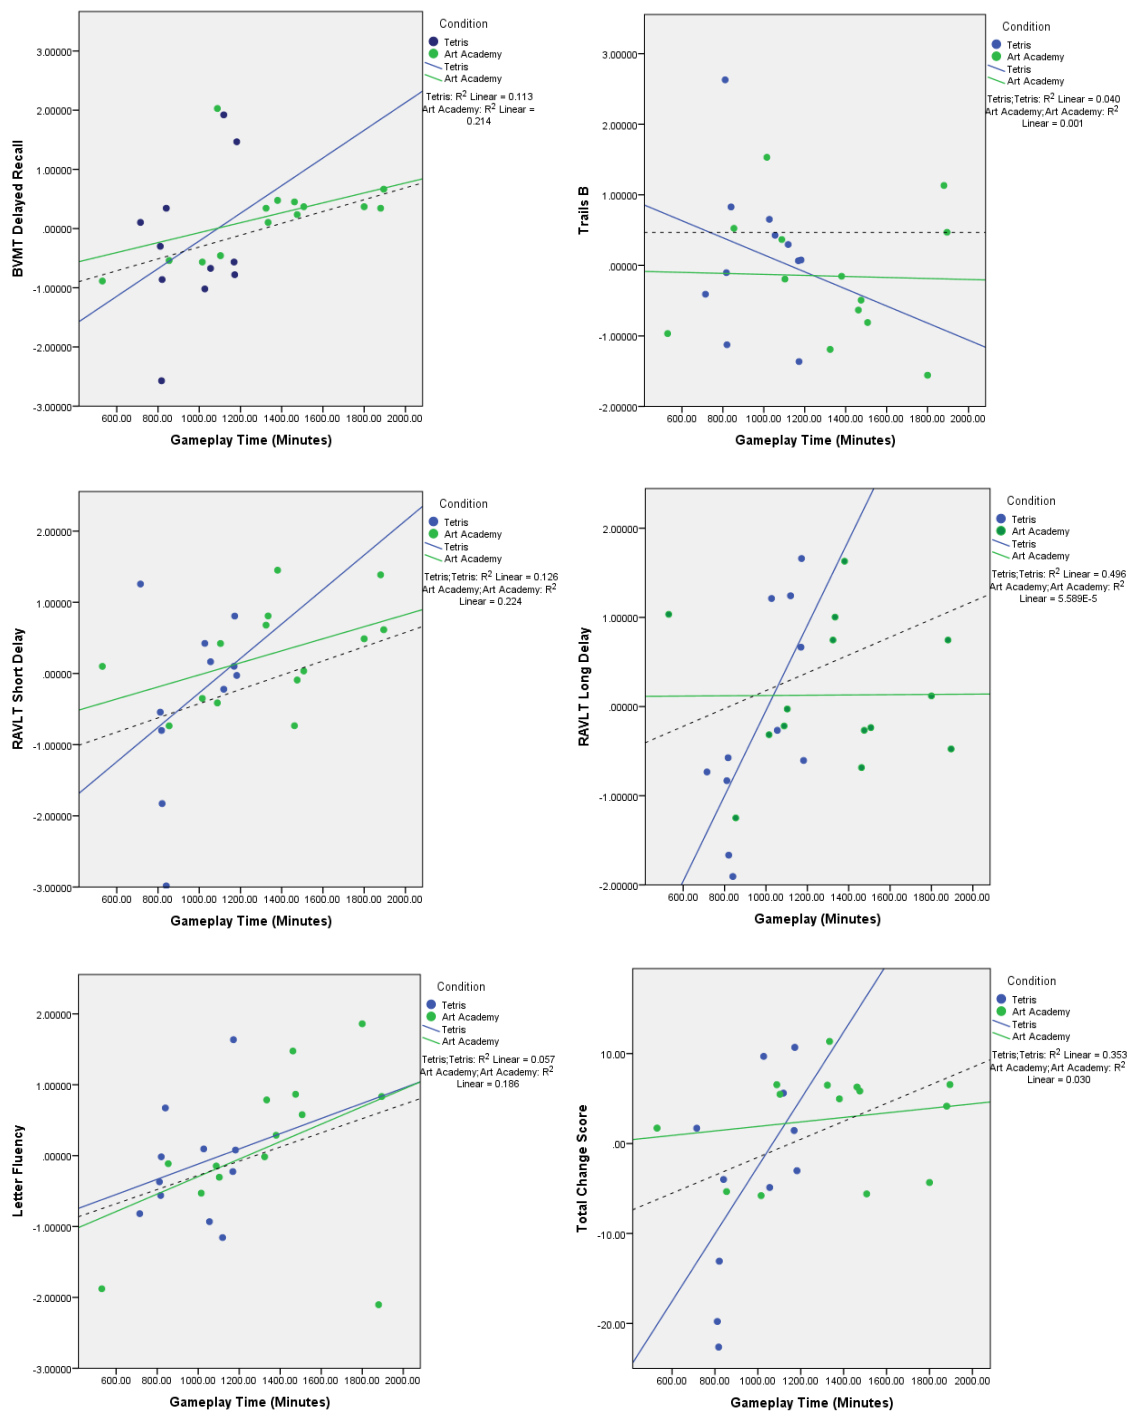 Condition
Tetris
Art Academy
Tetris
Art Academy
Tetris: R2 Linear = 0.113
Art Academy: R2 Linear =
0.214
3.00000
2.00000
1.00000
.00000
-1.00000
-2.00000
-3.00000
BVMT Delayed Recall
600.00 800.00 1000.00 1200.00 1400.00 1600.00 1800.00 2000.00
Gameplay Time (Minutes)
Condition
Tetris
Art Academy
Tetris
Art Academy
Tetris;Tetris: R2 Linear = 0.040
Art Academy;Art Academy: R2
Linear = 0.001
3.00000
2.00000
1.00000
.00000
-1.00000
-2.00000
Trails B
600.00 800.00 1000.00 1200.00 1400.00 1600.00 1800.00 2000.00
Gameplay Time (Minutes)
Condition
Tetris
Art Academy
Tetris
Art Academy
Tetris;Tetris: R2 Linear = 0.126
Art Academy;Art Academy: R2
Linear = 0.224
2.00000
1.00000
.00000
-1.00000
-2.00000
-3.00000
RAVLT Short Delay
600.00 800.00 1000.00 1200.00 1400.00 1600.00 1800.00 2000.00
Gameplay Time (Minutes)
Condition
Tetris
Art Academy
Tetris
Art Academy
Tetris;Tetris: R2 Linear = 0.496
Art Academy;Art Academy: R2
Linear = 5.589E-5
2.00000
1.00000
.00000
-1.00000
-2.00000
RAVLT Long Delay
600.00 800.00 1000.00 1200.00 1400.00 1600.00 1800.00 2000.00
Gameplay (Minutes)
Condition
Tetris
Art Academy
Tetris
Art Academy
Tetris;Tetris: R2 Linear = 0.057
Art Academy;Art Academy: R2
Linear = 0.186
2.00000
1.00000
.00000
-1.00000
-2.00000
-3.00000
Letter Fluency
600.00 800.00 1000.00 1200.00 1400.00 1600.00 1800.00 2000.00
Gameplay Time (Minutes)
Condition
Tetris
Art Academy
Tetris
Art Academy
Tetris;Tetris: R2 Linear = 0.353
Art Academy;Art Academy: R2
Linear = 0.030
10.00
.00
-10.00
-20.00
Total Change Score
600.00 800.00 1000.00 1200.00 1400.00 1600.00 1800.00 2000.00
Gameplay Time (Minutes)